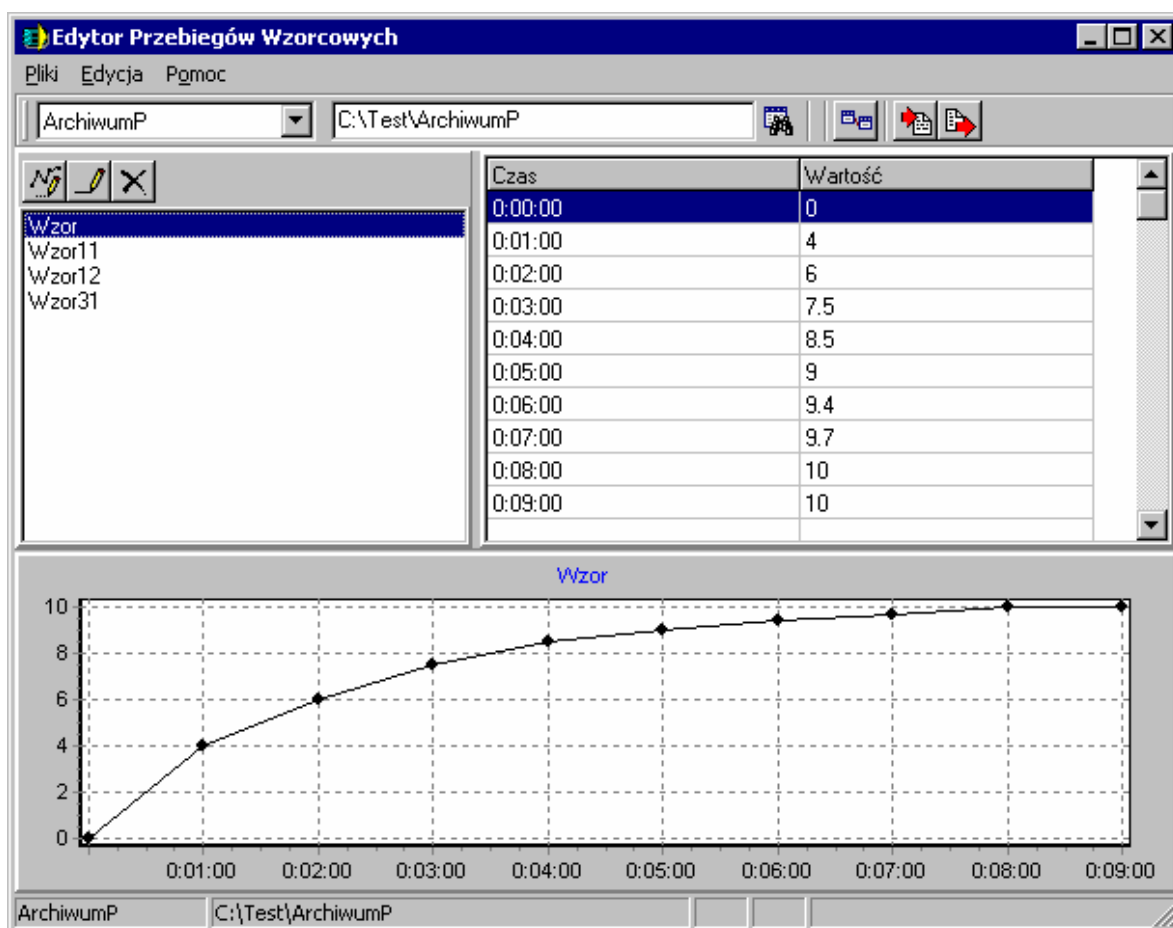 Edytor Przebiegów Wzorcowych
Pliki Edycja Pomoc
ArchiwumP C:\Test\ArchiwumP
Czas Wartość
Wzor
Wzor11
Wzor12
Wzor31
0:00:00 0
0:01:00 4
0:02:00 6
0:03:00 7.5
0:04:00 8.5
0:05:00 9
0:06:00 9.4
0:07:00 9.7
0:08:00 10
0:09:00 10
Wzor
10
8
6
4
2
0
0:01:00 0:02:00 0:03:00 0:04:00 0:05:00 0:06:00 0:07:00 0:08:00 0:09:00
ArchiwumP C:\Test\ArchiwumP